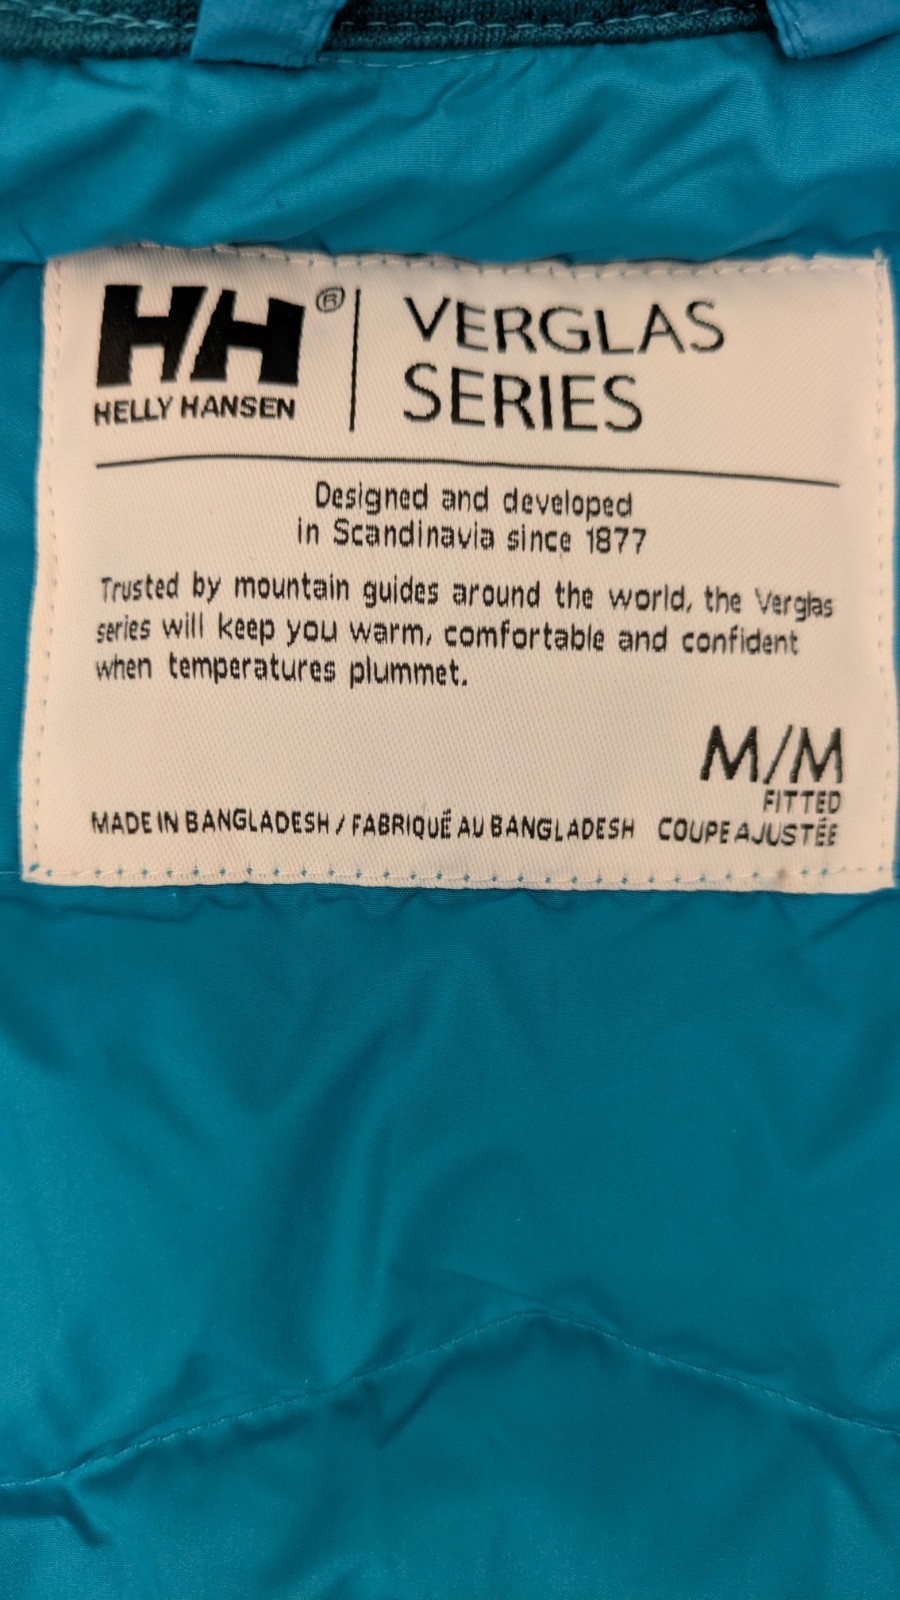 HH®
HELLY HANSEN
VERGLAS
SERIES
Designed and developed
in Scandinavia since 1877
Trusted by mountain guides around the world, the Verglas
series will keep you warm, comfortable and confident
when temperatures plummet.
M/M
FITTED
MADE IN BANGLADESH / FABRIQUÉ AU BANGLADESH COUPE AJUSTÉE